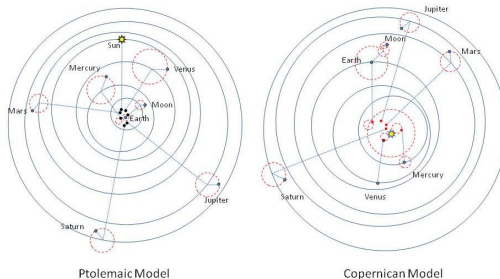 Sun
Mercury
Venus
Mars
Moon
Earth
Jupiter
Saturn
Ptolemaic Model
Jupiter
Moon
Mars
Earth
Mercury
Saturn
Venus
Copernican Model